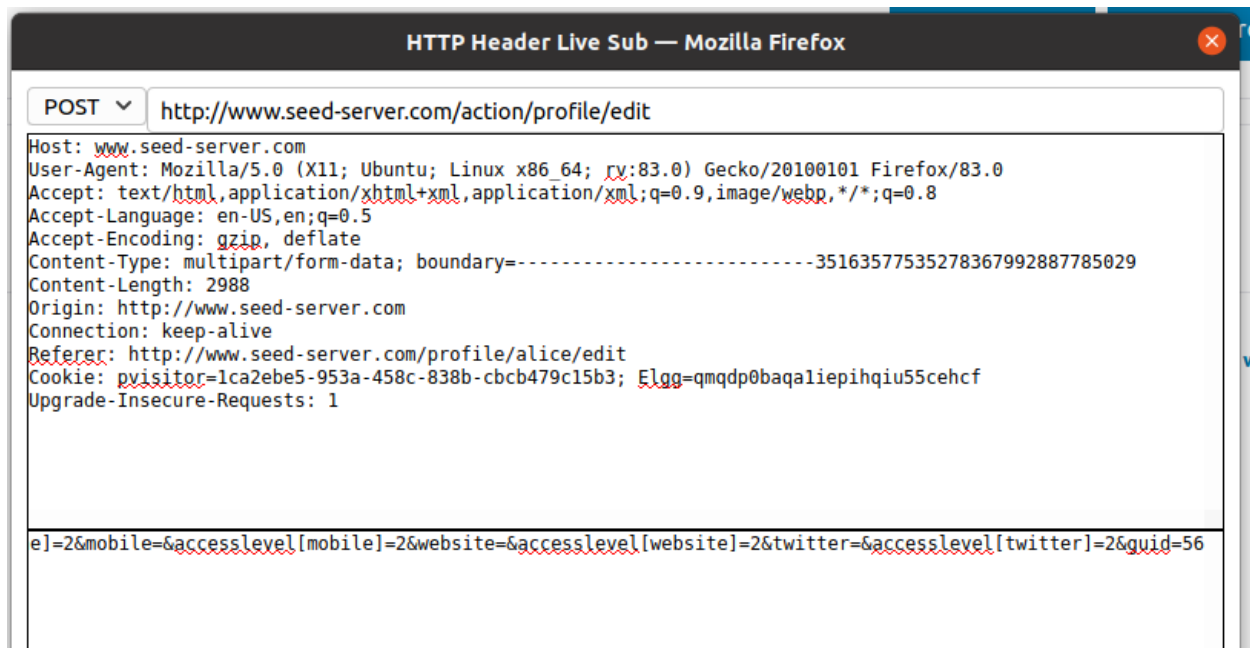 HTTP Header Live Sub — Mozilla Firefox
POST
http://www.seed-server.com/action/profile/edit
Host: www.seed-server.com
User-Agent: Mozilla/5.0 (X11; Ubuntu; Linux x86_64; rv:83.0) Gecko/20100101 Firefox/83.0
Accept: text/html,application/xhtml+xml,application/xml;q=0.9,image/webp,*/*;q=0.8
Accept-Language: en-US,en;q=0.5
Accept-Encoding: gzip, deflate
Content-Type: multipart/form-data; boundary=---------------------------35163577535278367992887785029
Content-Length: 2988
Origin: http://www.seed-server.com
Connection: keep-alive
Referer: http://www.seed-server.com/profile/alice/edit
Cookie: pvisitor=1ca2ebe5-953a-458c-838b-cbcb479c15b3; Elgg=qmqdp0baqa1iepihqiu55cehcf
Upgrade-Insecure-Requests: 1
e]=2&mobile=&accesslevel[mobile]=2&website=&accesslevel[website]=2&twitter=&accesslevel[twitter]=2&guid=56